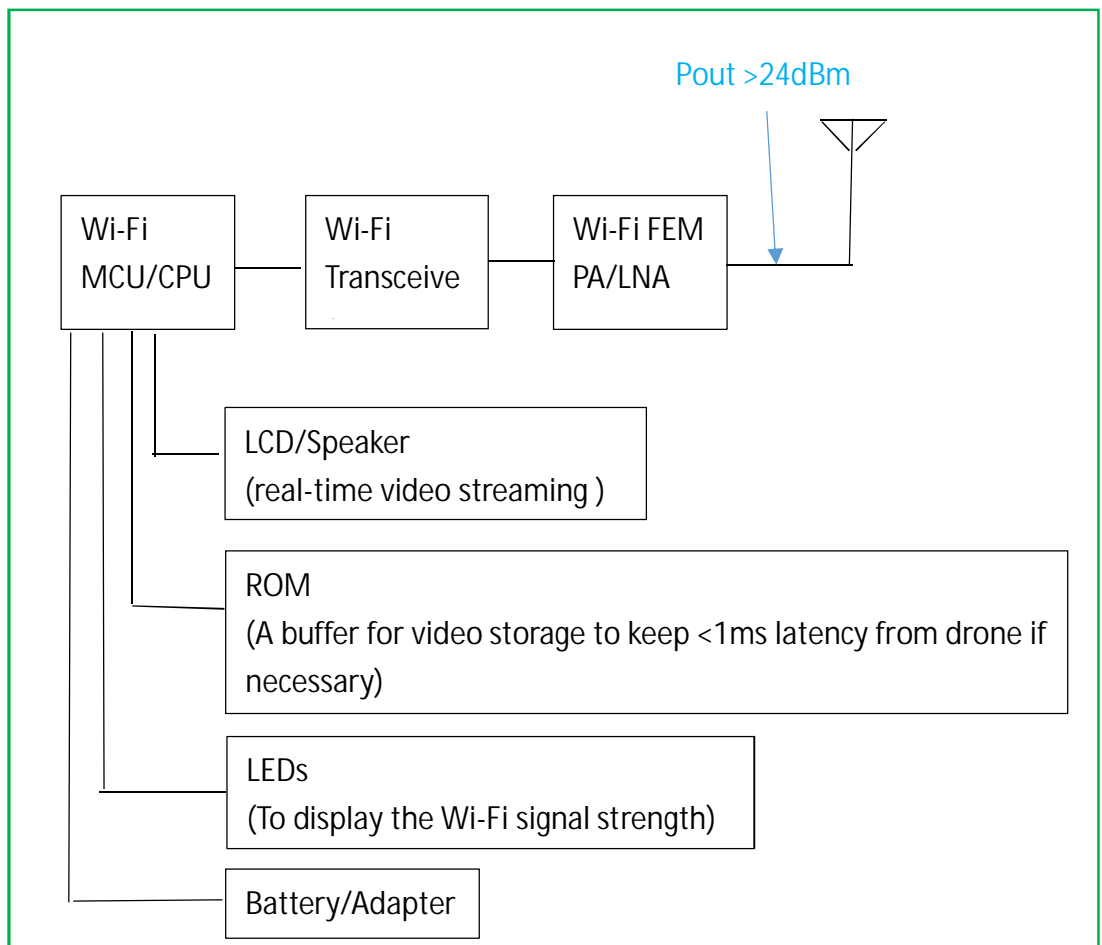 Pout >24dBm
Wi-Fi
MCU/CPU
Wi-Fi
Transceive
Wi-Fi FEM
PA/LNA
LCD/Speaker
(real-time video streaming )
ROM
(A buffer for video storage to keep <1ms latency from drone if
necessary)
LEDs
(To display the Wi-Fi signal strength)
Battery/Adapter